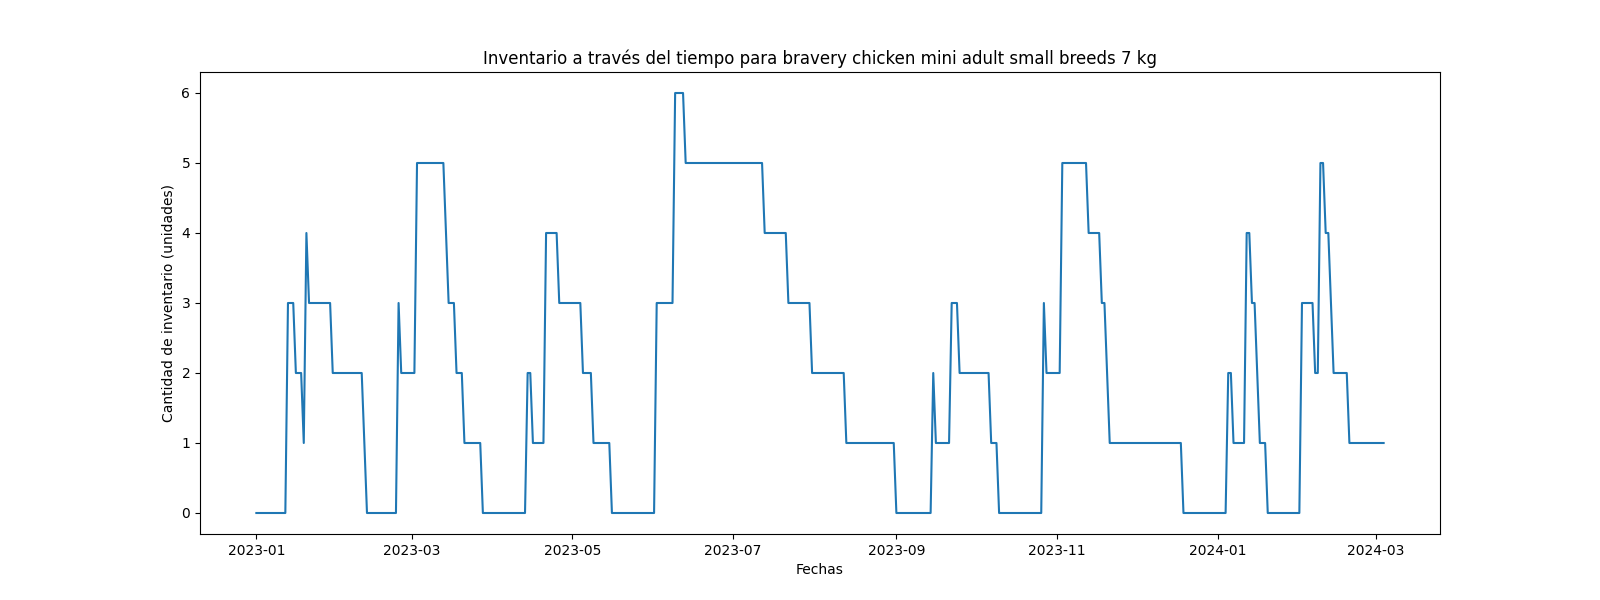 Inventario a través del tiempo para bravery chicken mini adult small breeds 7 kg
Cantidad de inventario (unidades)
6
5
4
3
2
1
0
2023-01 2023-03 2023-05 2023-07 2023-09 2023-11 2024-01 2024-03
Fechas